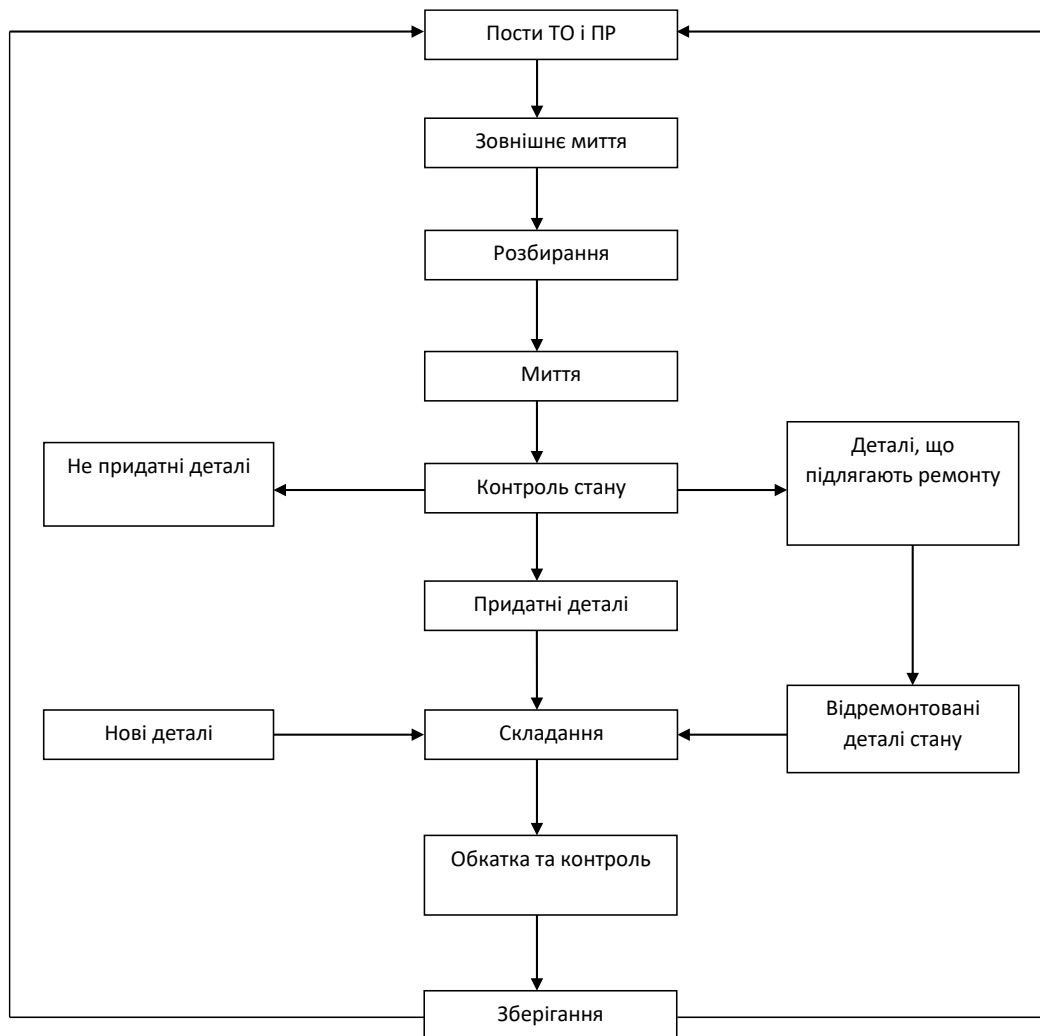 Пости ТО і ПР
Зовнішнє миття
Розбирання
Миття
Не придатні деталі
Контроль стану
Деталі, що
підлягають ремонту
Придатні деталі
Нові деталі
Складання
Відремонтовані
деталі стану
Обкатка та контроль
Зберігання